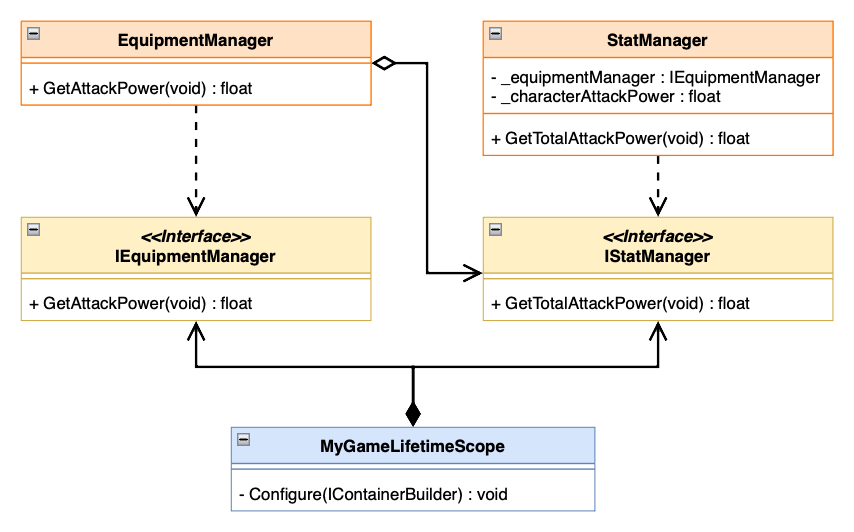 EquipmentManager
+ GetAttackPower(void) : float
StatManager
- _equipmentManager : IEquipmentManager
- _characterAttackPower : float
+ GetTotalAttackPower(void) : float
<<Interface>>
IEquipmentManager
+ GetAttackPower(void) : float
<<Interface>>
IStatManager
+ GetTotalAttackPower(void) : float
MyGameLifetimeScope
- Configure(IContainerBuilder) : void